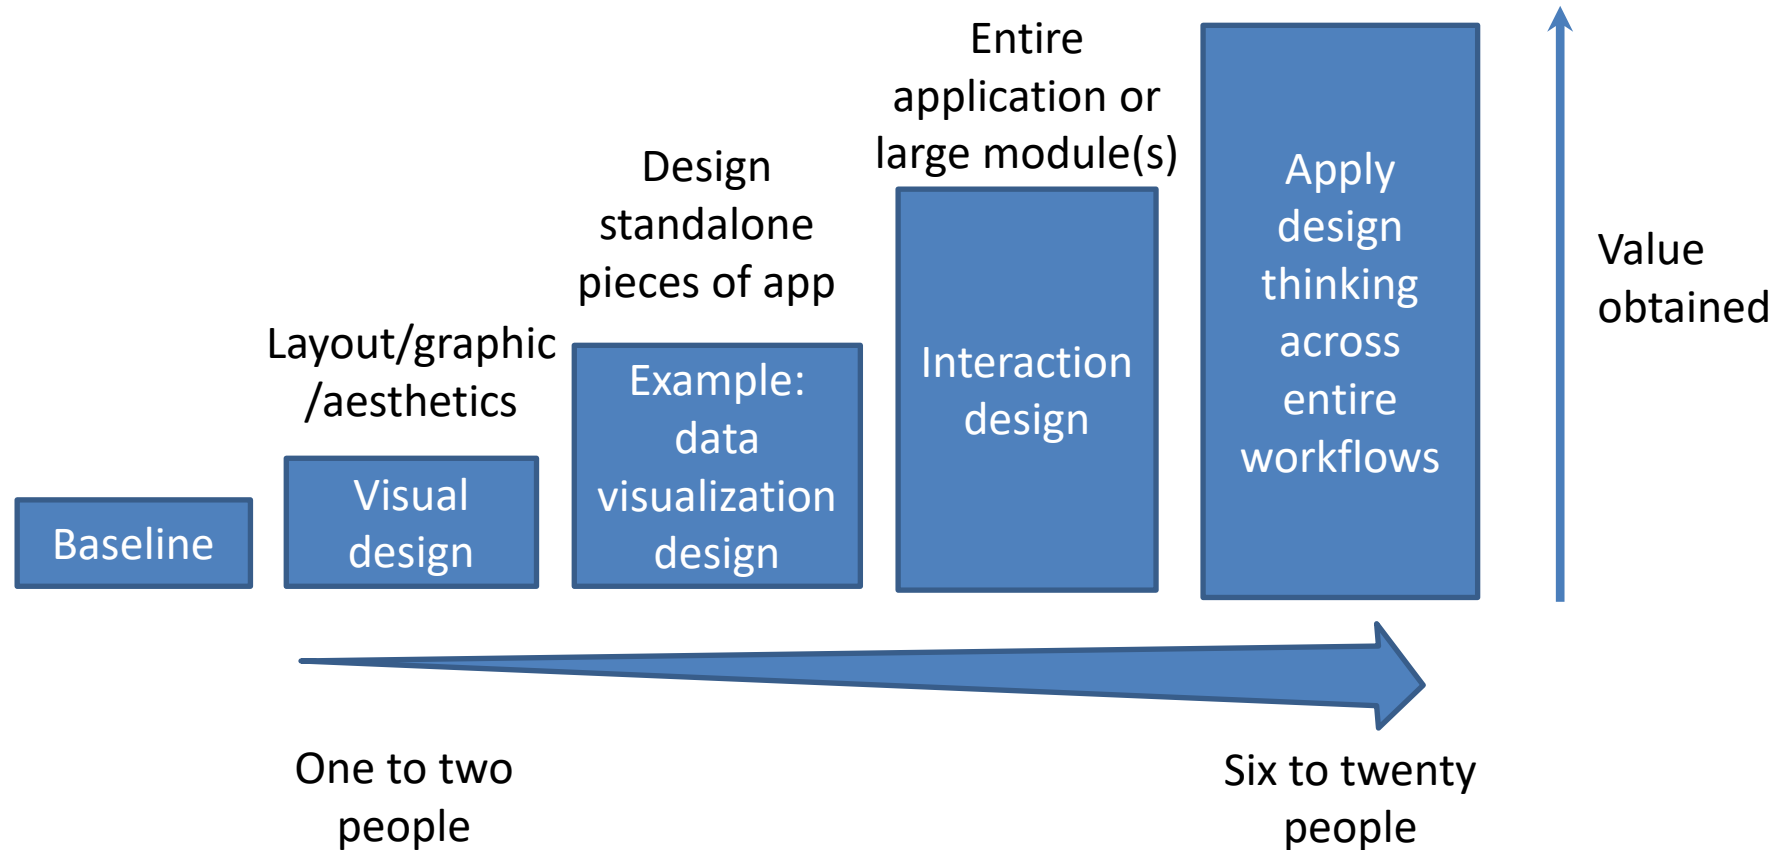 Baseline
Layout/graphic
/aesthetics
Visual
design
Design
standalone
pieces of app
Example:
data
visualization
design
Entire
application or
large module(s)
Interaction
design
Apply
design
thinking
across
entire
workflows
Value
obtained
One to two
people
Six to twenty
people